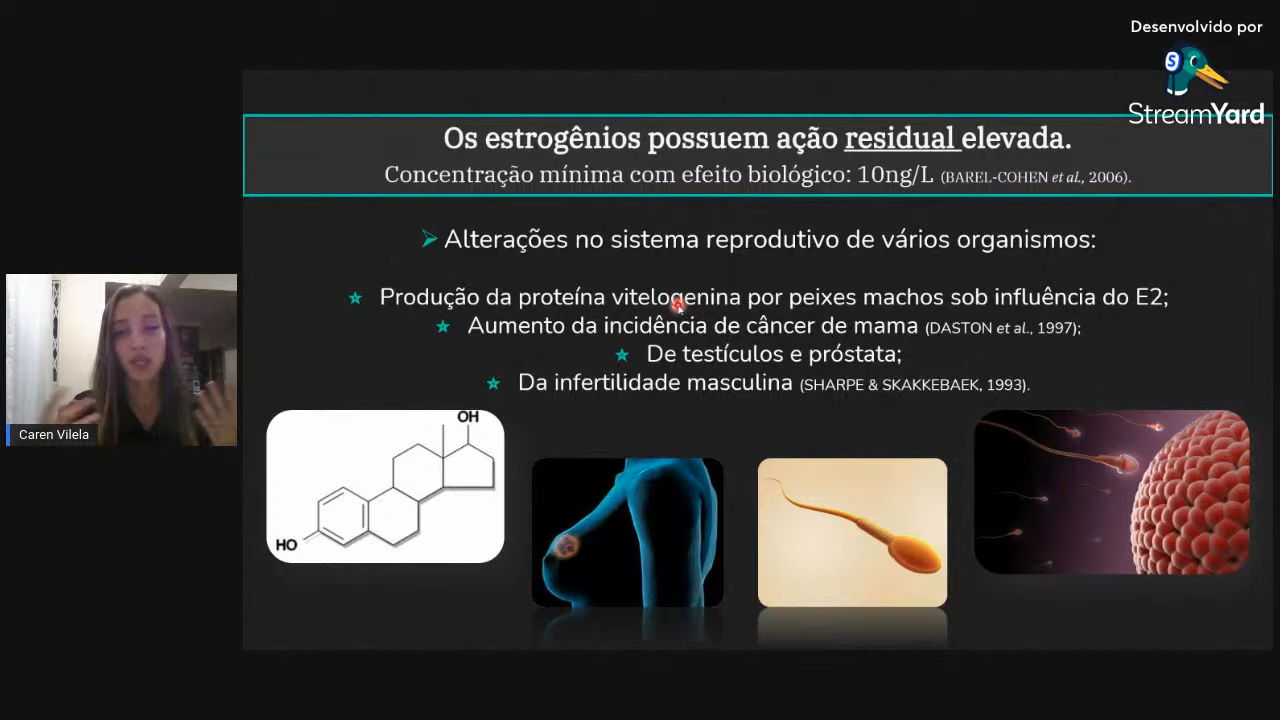 Desenvolvido por
S
StreamYard
Os estrogênios possuem ação residual elevada.
Concentração mínima com efeito biológico: 10ng/L (BAREL-COHEN et al., 2006).
➢ Alterações no sistema reprodutivo de vários organismos:
Produção da proteína vitelogenina por peixes machos sob influência do E2;
Aumento da incidência de câncer de mama (DASTON et al., 1997);
De testículos e próstata;
Da infertilidade masculina (SHARPE & SKAKKEBAEK, 1993).
OH
HO
Caren Vilela